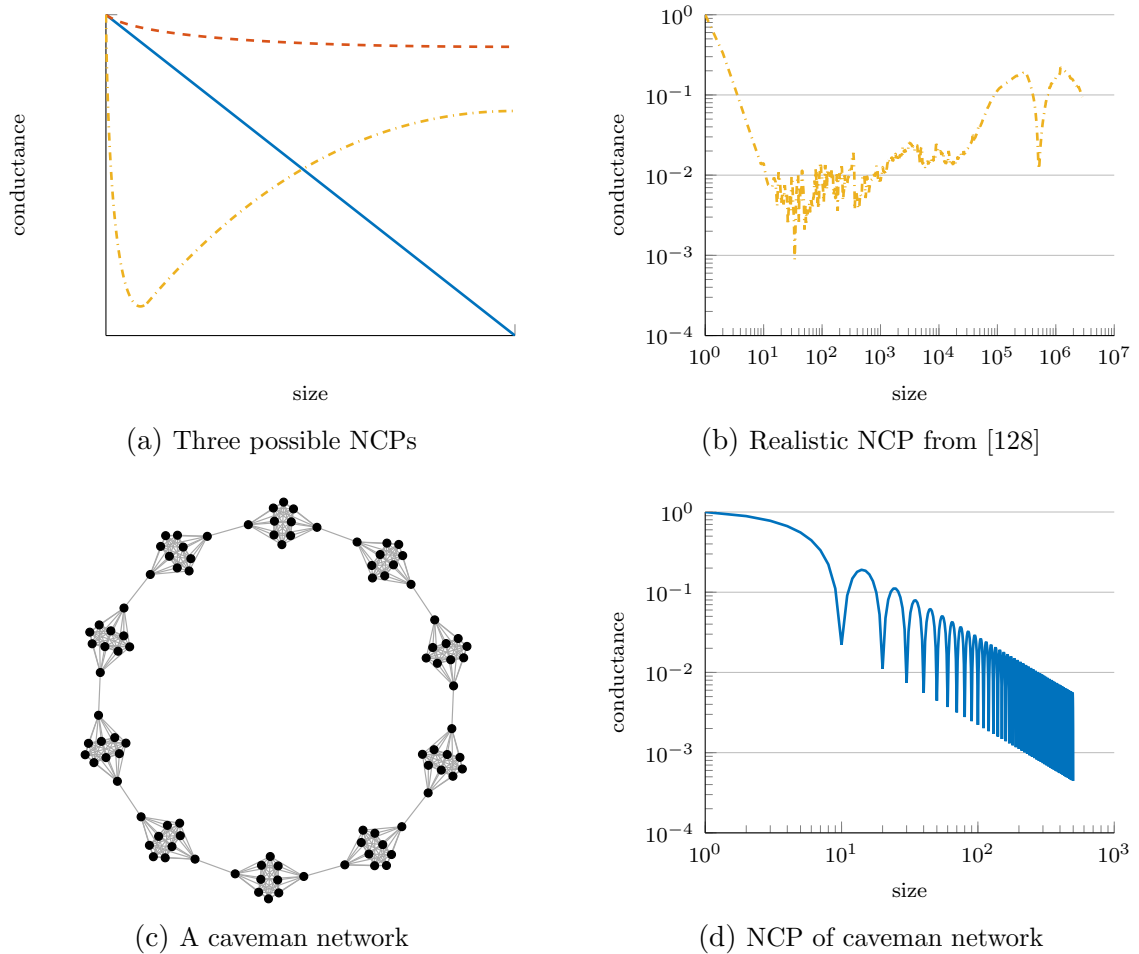 conductance
size
(a) Three possible NCPs
10^0
10^{-1}
10^{-2}
10^{-3}
10^{-4}
conductance
10^0 10^1 10^2 10^3 10^4 10^5 10^6 10^7
size
(b) Realistic NCP from [128]
(c) A caveman network
10^0
10^{-1}
10^{-2}
10^{-3}
10^{-4}
conductance
10^0 10^1 10^2 10^3
size
(d) NCP of caveman network